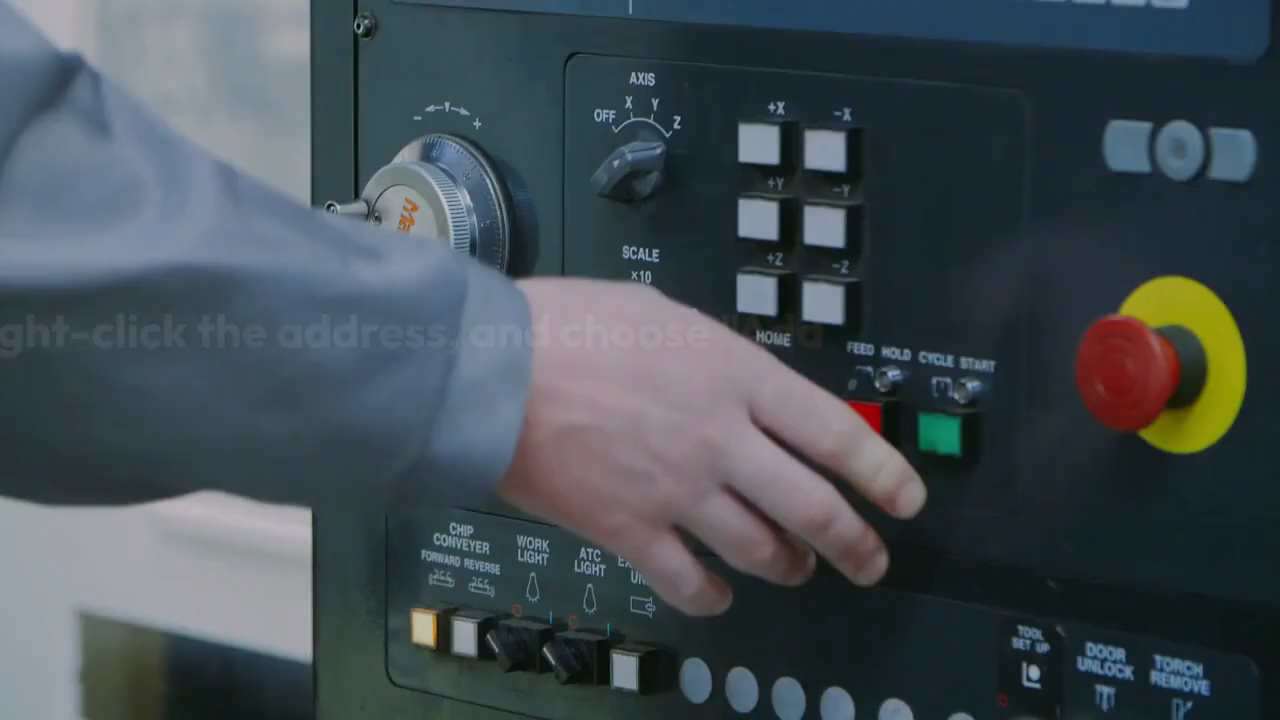 AXIS
OFF X Y Z
− +
+X −X
+Y −Y
SCALE
×10
+Z −Z
ght-click the address, and choose
HOME
FEED HOLD CYCLE START
CHIP
CONVEYER
FORWARD REVERSE
WORK
LIGHT
ATC
LIGHT
TOOL
SET UP
DOOR
UNLOCK
TORCH
REMOVE